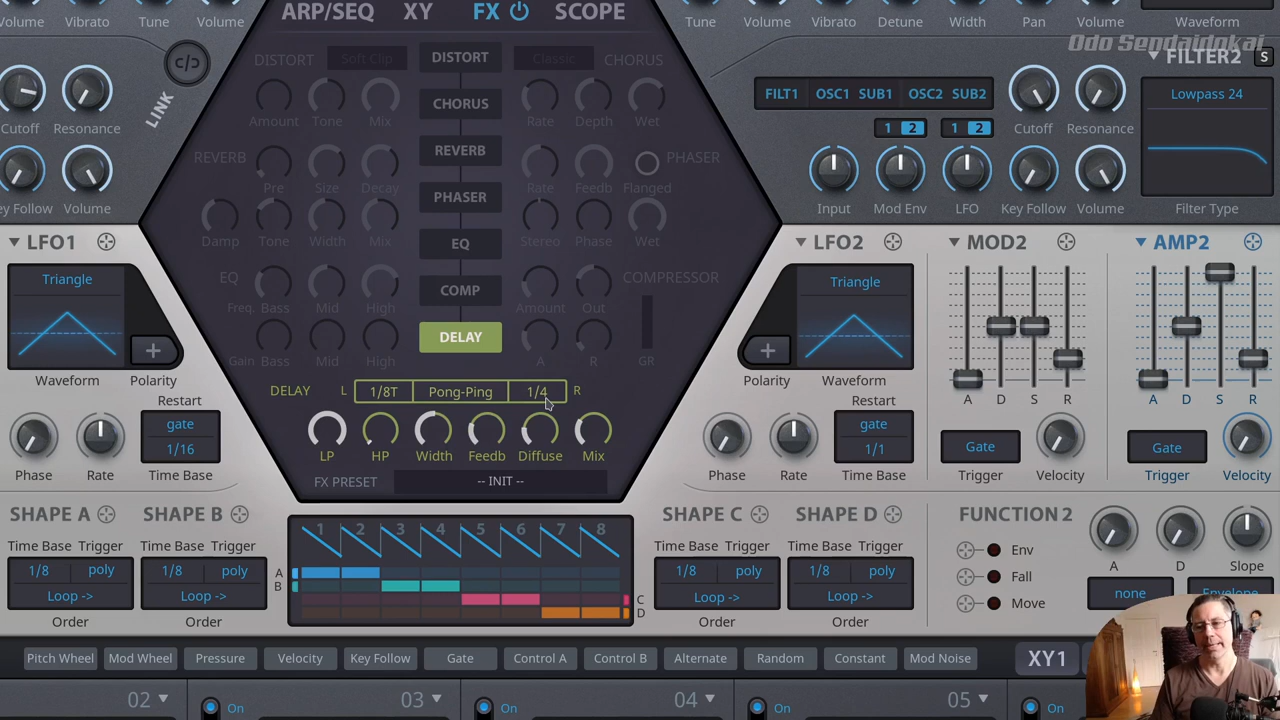 Volume Vibrato Tune Volume
ARP/SEQ XY FX SCOPE
Tune Volume Vibrato Detune Width Pan Volume Waveform
Odo Sendaidokai
FILTER2 S
DISTORT Soft Clip DISTORT Classic CHORUS
Amount Tone Mix CHORUS Rate Depth Wet
REVERB REVERB PHASER
Pre Size Decay PHASER Rate Feedb Flanged
Damp Tone Width Mix EQ Stereo Phase Wet
EQ COMPRESSOR
Freq. Bass Mid High COMP Amount Out
DELAY
Gain Bass Mid High A R GR
DELAY L 1/8T Pong-Ping 1/4 R
LP HP Width Feedb Diffuse Mix
FX PRESET -- INIT --
Cutoff Resonance
LINK
Key Follow Volume
FILT1 OSC1 SUB1 OSC2 SUB2
1 2 1 2
Cutoff Resonance
Lowpass 24
Input Mod Env LFO Key Follow Volume Filter Type
LFO1
Triangle
Waveform Polarity
Restart
gate
1/16
Phase Rate Time Base
LFO2
Triangle
Polarity Waveform
Restart
gate
1/1
Phase Rate Time Base
MOD2
A D S R
Gate
Trigger Velocity
AMP2
A D S R
Gate
Trigger Velocity
SHAPE A SHAPE B
Time Base Trigger Time Base Trigger
1/8 poly 1/8 poly
Loop -> Loop ->
Order Order
1 2 3 4 5 6 7 8
A
B
C
D
SHAPE C SHAPE D
Time Base Trigger Time Base Trigger
1/8 poly 1/8 poly
Loop -> Loop ->
Order Order
FUNCTION 2
Env
Fall
Move
A D Slope
none Envelope
Pitch Wheel Mod Wheel Pressure Velocity Key Follow Gate Control A Control B Alternate Random Constant Mod Noise XY1
02 03 04 05
On On On On